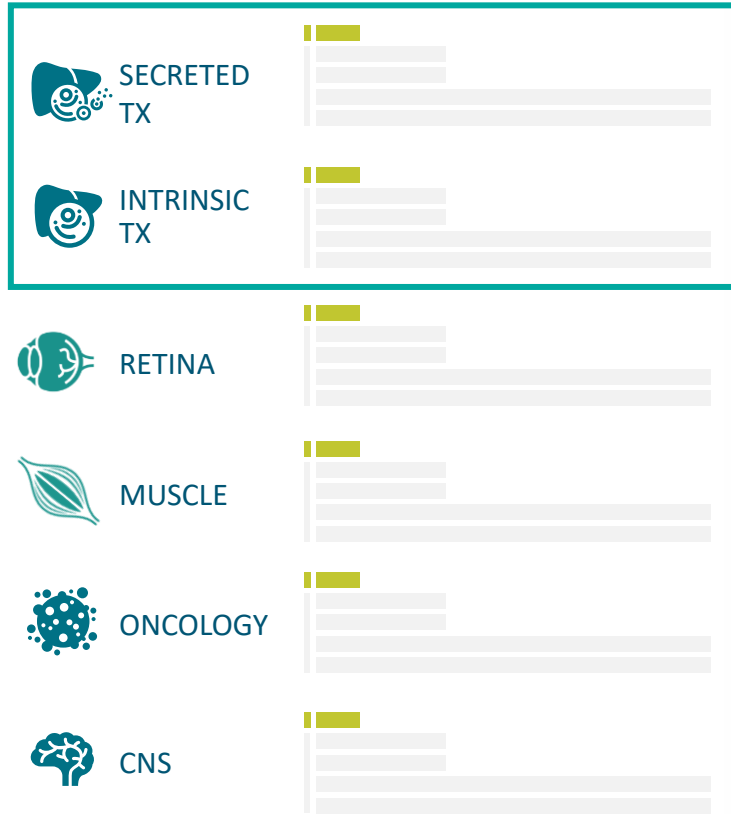 SECRETED
TX
INTRINSIC
TX
RETINA
MUSCLE
ONCOLOGY
CNS